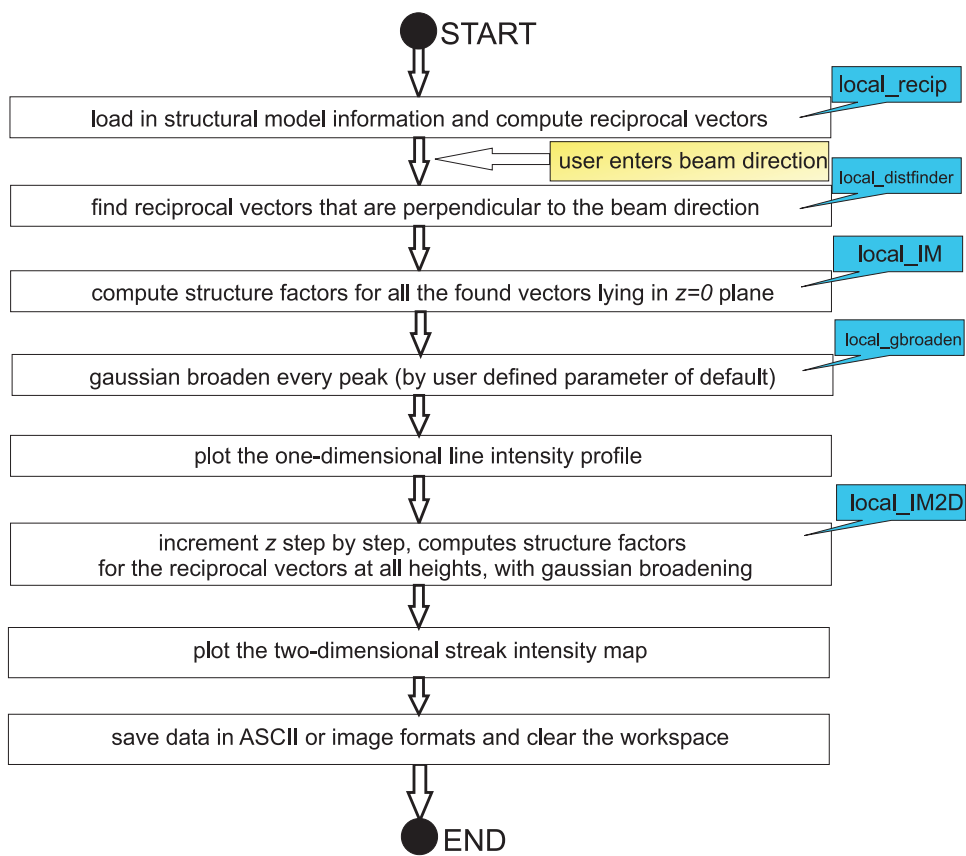 START
local_recip
load in structural model information and compute reciprocal vectors
user enters beam direction
local_distfinder
find reciprocal vectors that are perpendicular to the beam direction
local_IM
compute structure factors for all the found vectors lying in z=0 plane
local_gbroaden
gaussian broaden every peak (by user defined parameter of default)
plot the one-dimensional line intensity profile
local_IM2D
increment z step by step, computes structure factors
for the reciprocal vectors at all heights, with gaussian broadening
plot the two-dimensional streak intensity map
save data in ASCII or image formats and clear the workspace
END